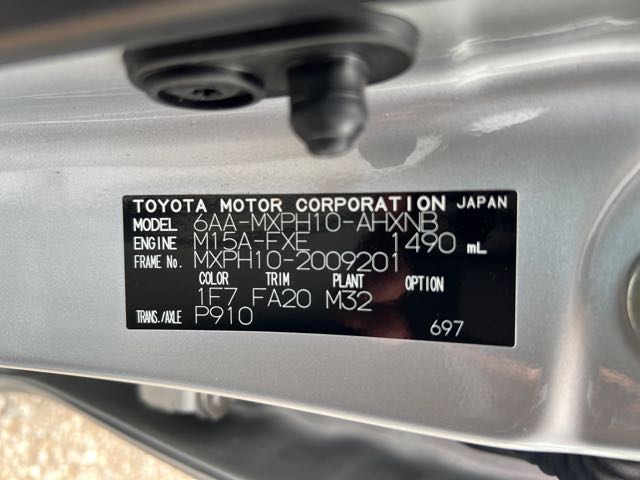 TOYOTA MOTOR CORPORATION JAPAN
MODEL 6AA-MXPH10-AHXNB
ENGINE M15A-FXE 1490 mL
FRAME No. MXPH10-2009201
COLOR TRIM PLANT OPTION
1F7 FA20 M32
TRANS./AXLE P910
697